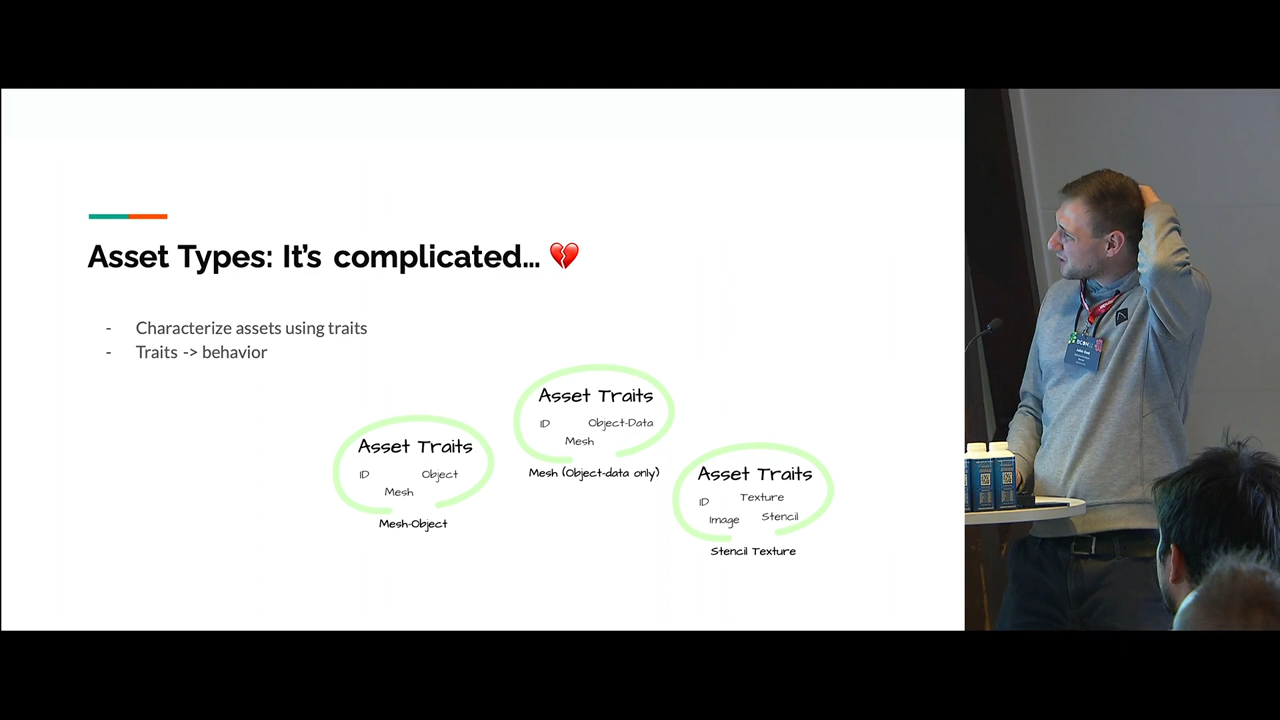 Asset Types: It's complicated... 💔
- Characterize assets using traits
- Traits -> behavior
Asset Traits
ID Object-Data
Mesh
Mesh (Object-data only)
Asset Traits
ID Object
Mesh
Mesh-Object
Asset Traits
ID Texture
Image Stencil
Stencil Texture